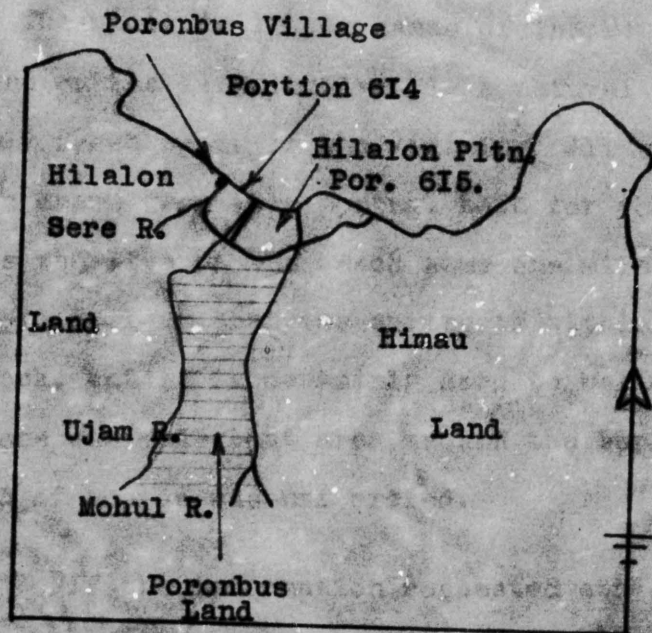 Poronbus Village
Portion 6I4
Hilalon Pltn.
Por. 6I5.
Hilalon
Sere R.
Land
Himau
Land
Ujam R.
Mohul R.
Poronbus
Land